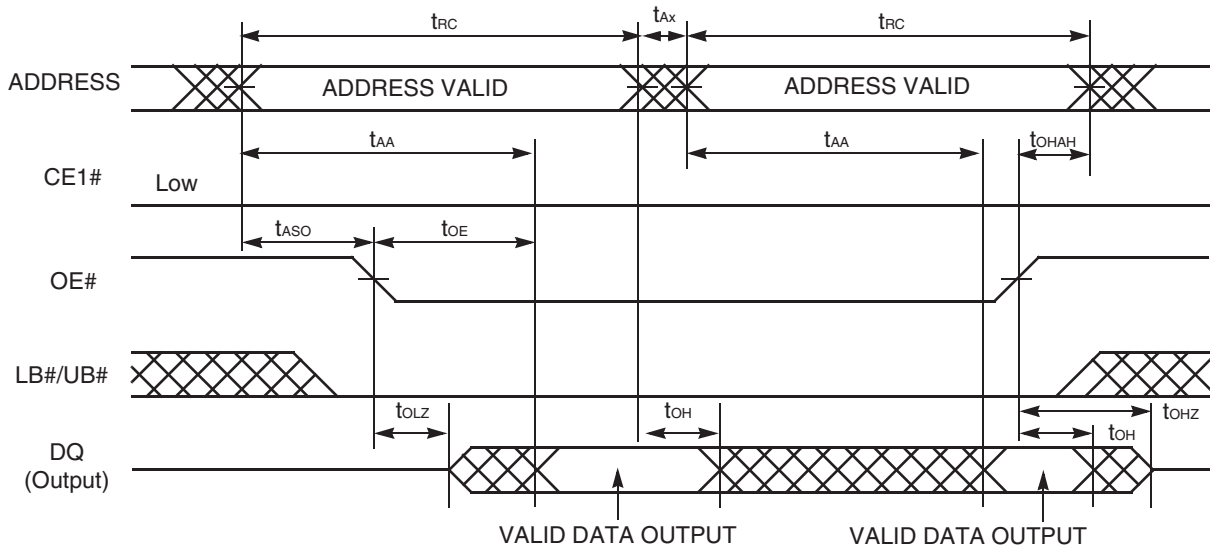 tRC tAx tRC
ADDRESS ADDRESS VALID ADDRESS VALID
tAA tAA tOHAH
CE1# Low
tASO tOE
OE#
LB#/UB#
tOLZ tOH tOHZ
tOH
DQ
(Output)
VALID DATA OUTPUT VALID DATA OUTPUT